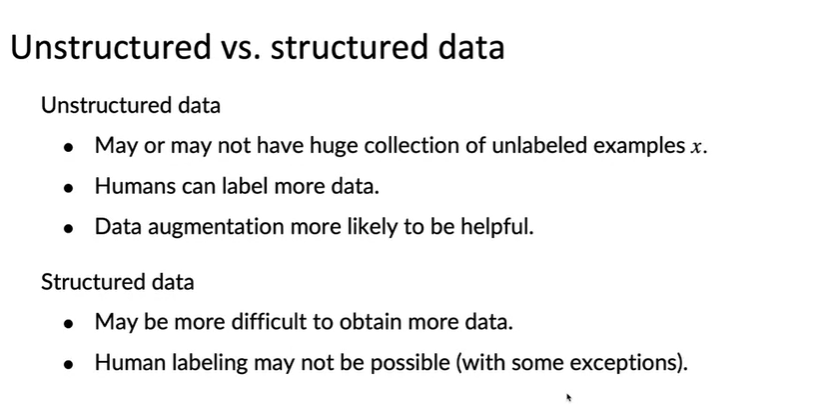 Unstructured vs. structured data
Unstructured data
• May or may not have huge collection of unlabeled examples x.
• Humans can label more data.
• Data augmentation more likely to be helpful.
Structured data
• May be more difficult to obtain more data.
• Human labeling may not be possible (with some exceptions).